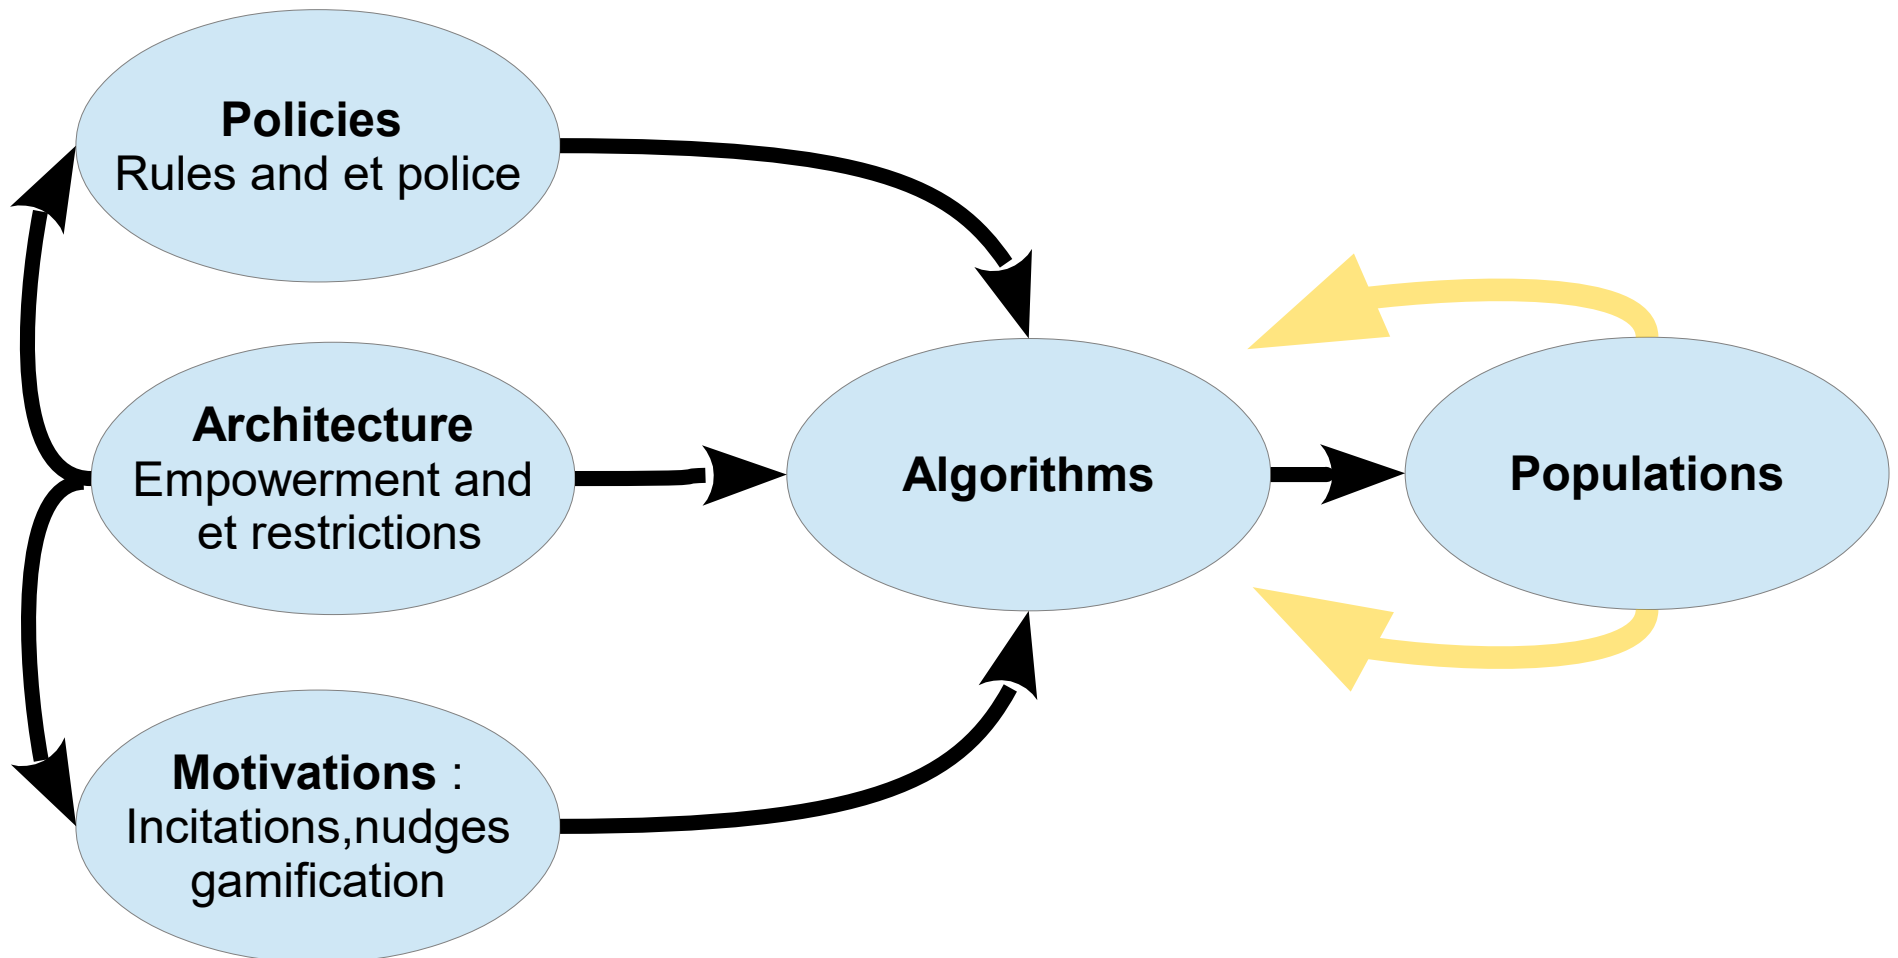 Policies
Rules and et police
Architecture
Empowerment and
et restrictions
Motivations :
Incitations,nudges
gamification
Algorithms
Populations